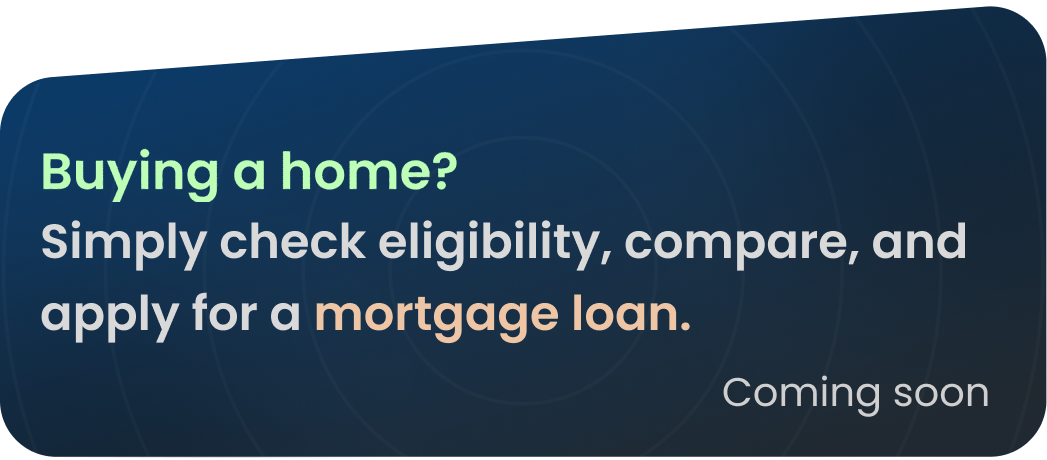 Buying a home?
Simply check eligibility, compare, and
apply for a mortgage loan.
Coming soon